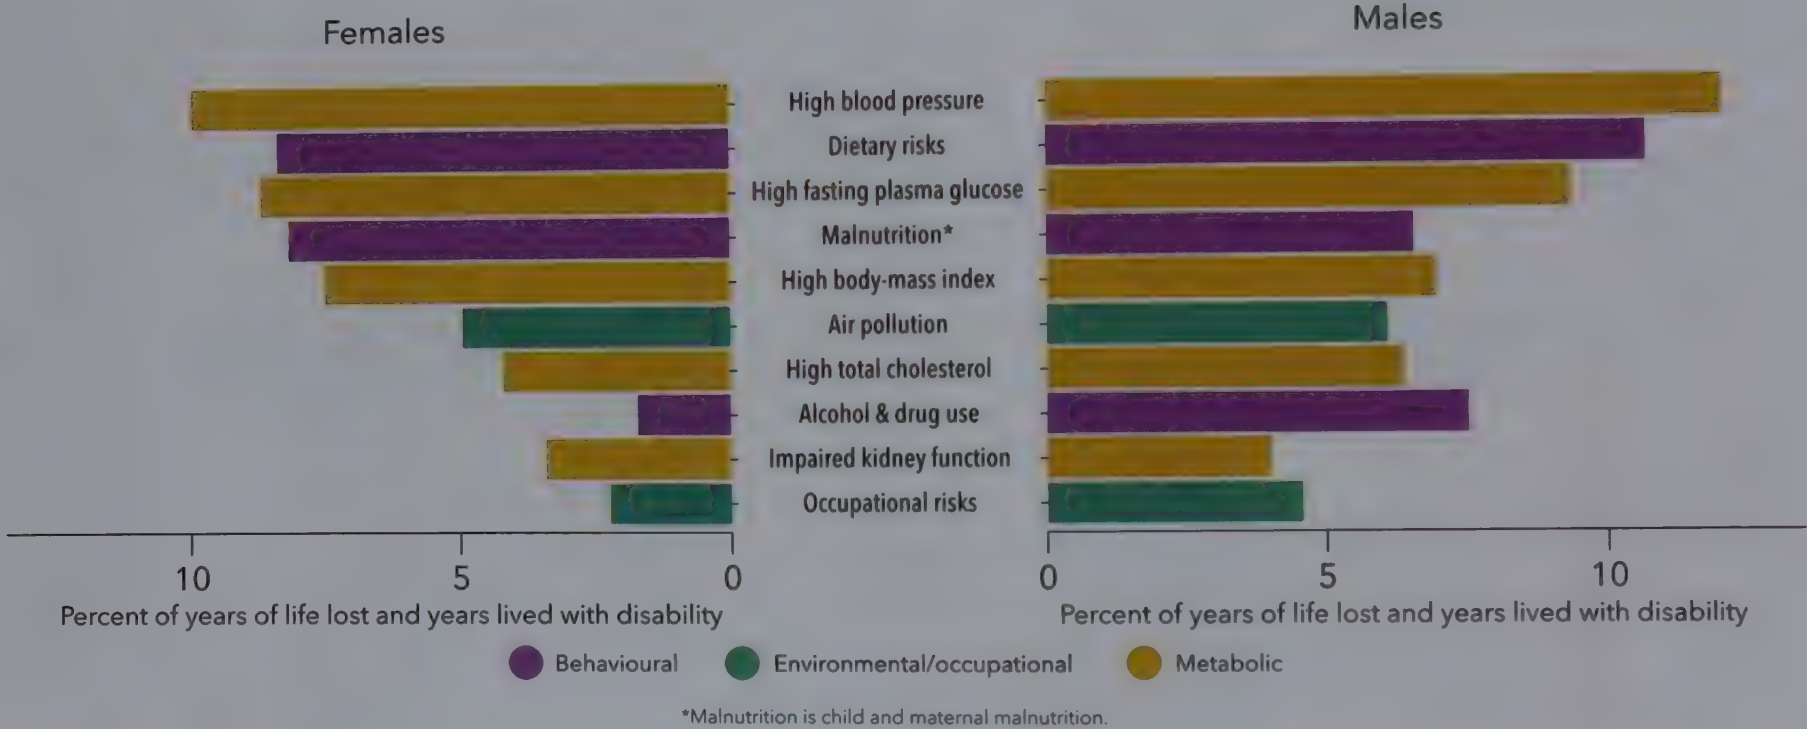 Females
Males
High blood pressure
Dietary risks
High fasting plasma glucose
Malnutrition*
High body-mass index
Air pollution
High total cholesterol
Alcohol & drug use
Impaired kidney function
Occupational risks
10 5 0
0 5 10
Percent of years of life lost and years lived with disability
Percent of years of life lost and years lived with disability
Behavioural
Environmental/occupational
Metabolic
*Malnutrition is child and maternal malnutrition.